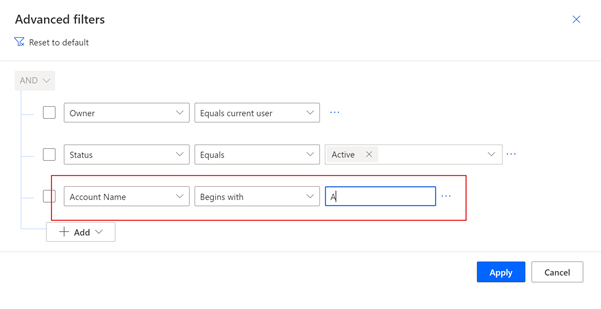 Advanced filters
Reset to default
AND
Owner Equals current user
Status Equals Active
Account Name Begins with A
Add
Apply Cancel